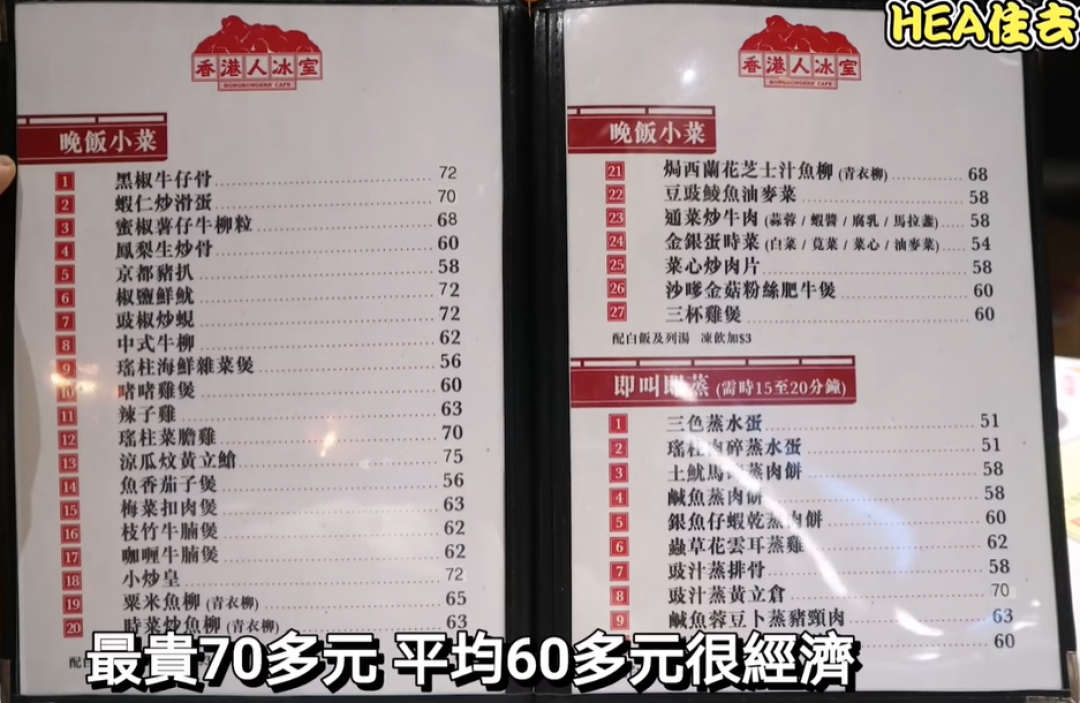 HEA住去
香港人冰室
HONGKONGERS' CAFE
晚飯小菜
1 黑椒牛仔骨 72
2 蝦仁炒滑蛋 70
3 蜜椒薯仔牛柳粒 68
4 鳳梨生炒骨 60
5 京都豬扒 58
6 椒鹽鮮魷 72
7 豉椒炒蜆 72
8 中式牛柳 62
9 瑤柱海鮮雜菜煲 56
10 啫啫雞煲 60
11 辣子雞 63
12 瑤柱菜膽雞 70
13 涼瓜炆黃立鱠 75
14 魚香茄子煲 56
15 梅菜扣肉煲 63
16 枝竹牛腩煲 62
17 咖喱牛腩煲 62
18 小炒皇 72
19 粟米魚柳 (青衣柳) 65
20 時菜炒魚柳 (青衣柳) 63
配
香港人冰室
HONGKONGERS' CAFE
晚飯小菜
21 焗西蘭花芝士汁魚柳 (青衣柳) 68
22 豆豉鯪魚油麥菜 58
23 通菜炒牛肉 (蒜蓉 / 蝦醬 / 腐乳 / 馬拉盞) 58
24 金銀蛋時菜 (白菜 / 莧菜 / 菜心 / 油麥菜) 54
25 菜心炒肉片 58
26 沙嗲金菇粉絲肥牛煲 60
27 三杯雞煲 60
配白飯及列湯 凍飲加$3
即叫即蒸 (需時15至20分鐘)
1 三色蒸水蛋 51
2 瑤柱肉碎蒸水蛋 51
3 土魷馬蹄蒸肉餅 58
4 鹹魚蒸肉餅 58
5 銀魚仔蝦乾蒸肉餅 60
6 蟲草花雲耳蒸雞 62
7 豉汁蒸排骨 58
8 豉汁蒸黃立倉 70
9 鹹魚蓉豆卜蒸豬頸肉 63
60
最貴70多元 平均60多元很經濟